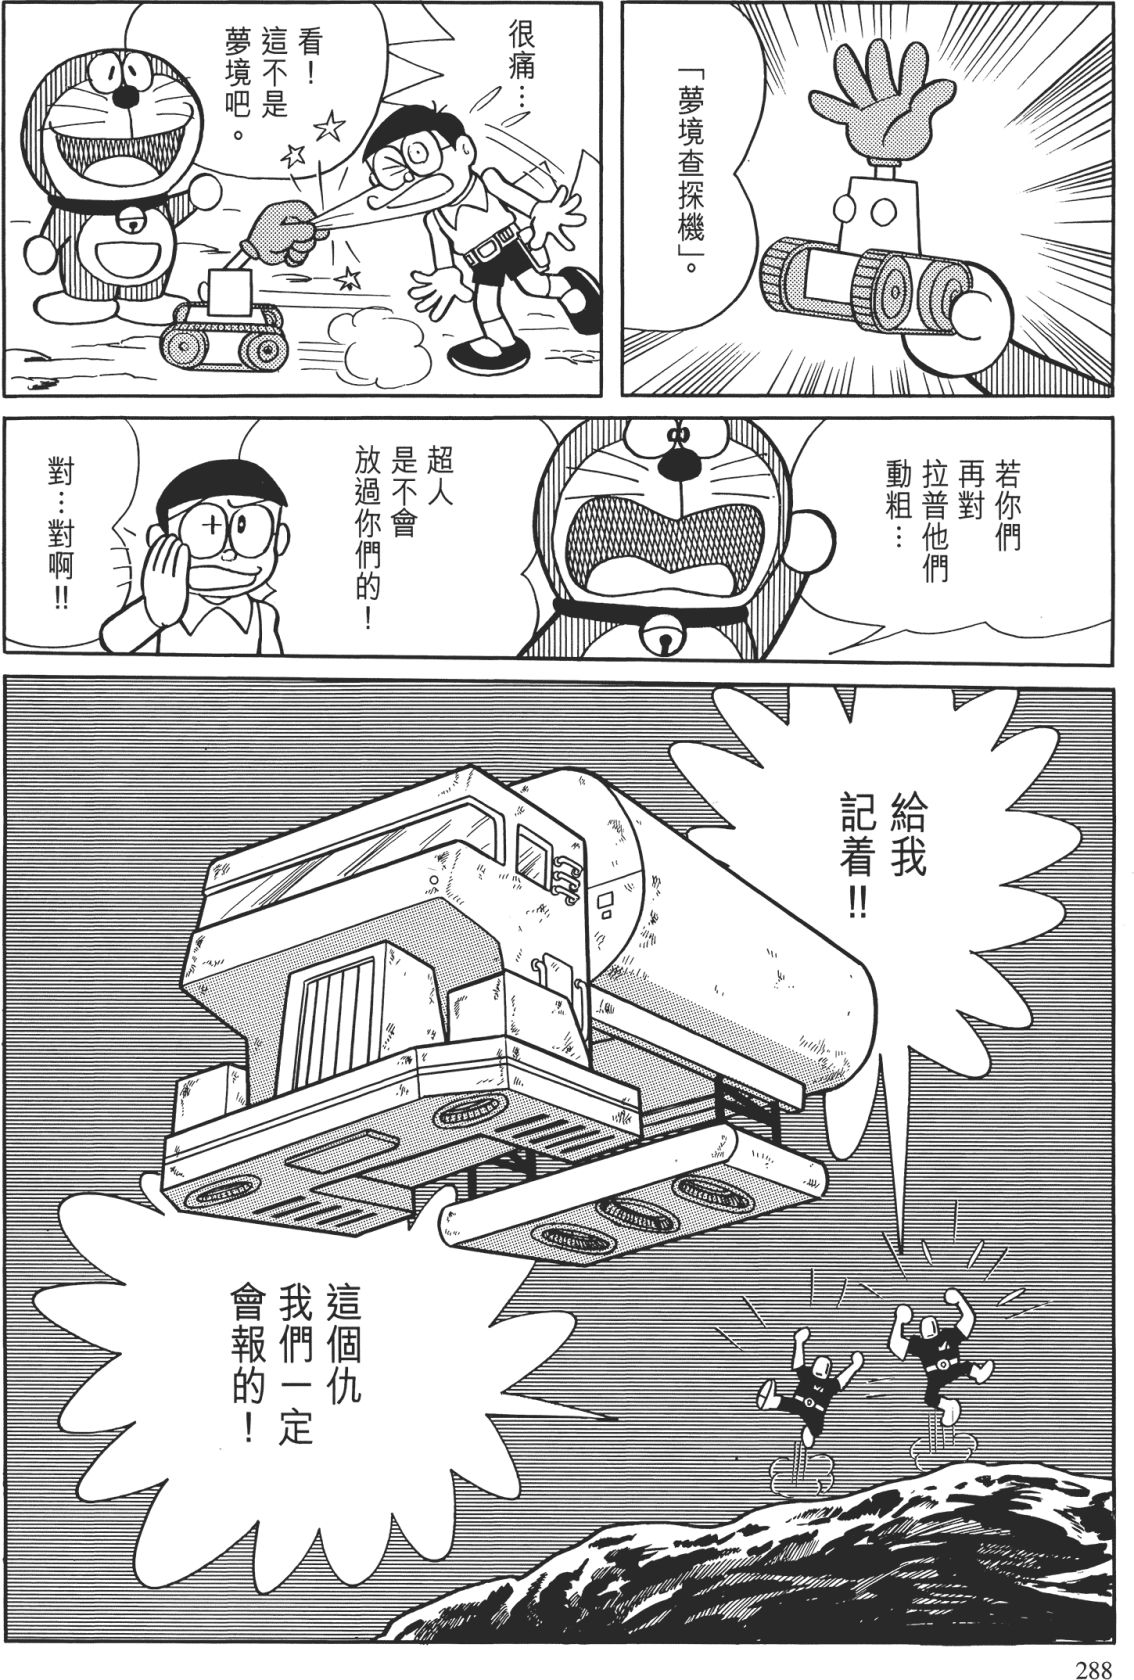 「夢境查探機」。
很痛…
看！
這不是
夢境吧。
若你們
再對
拉普他們
動粗…
超人
是不會
放過你們的！
對…對啊!!
給我
記着!!
這個仇
我們一定
會報的！
288